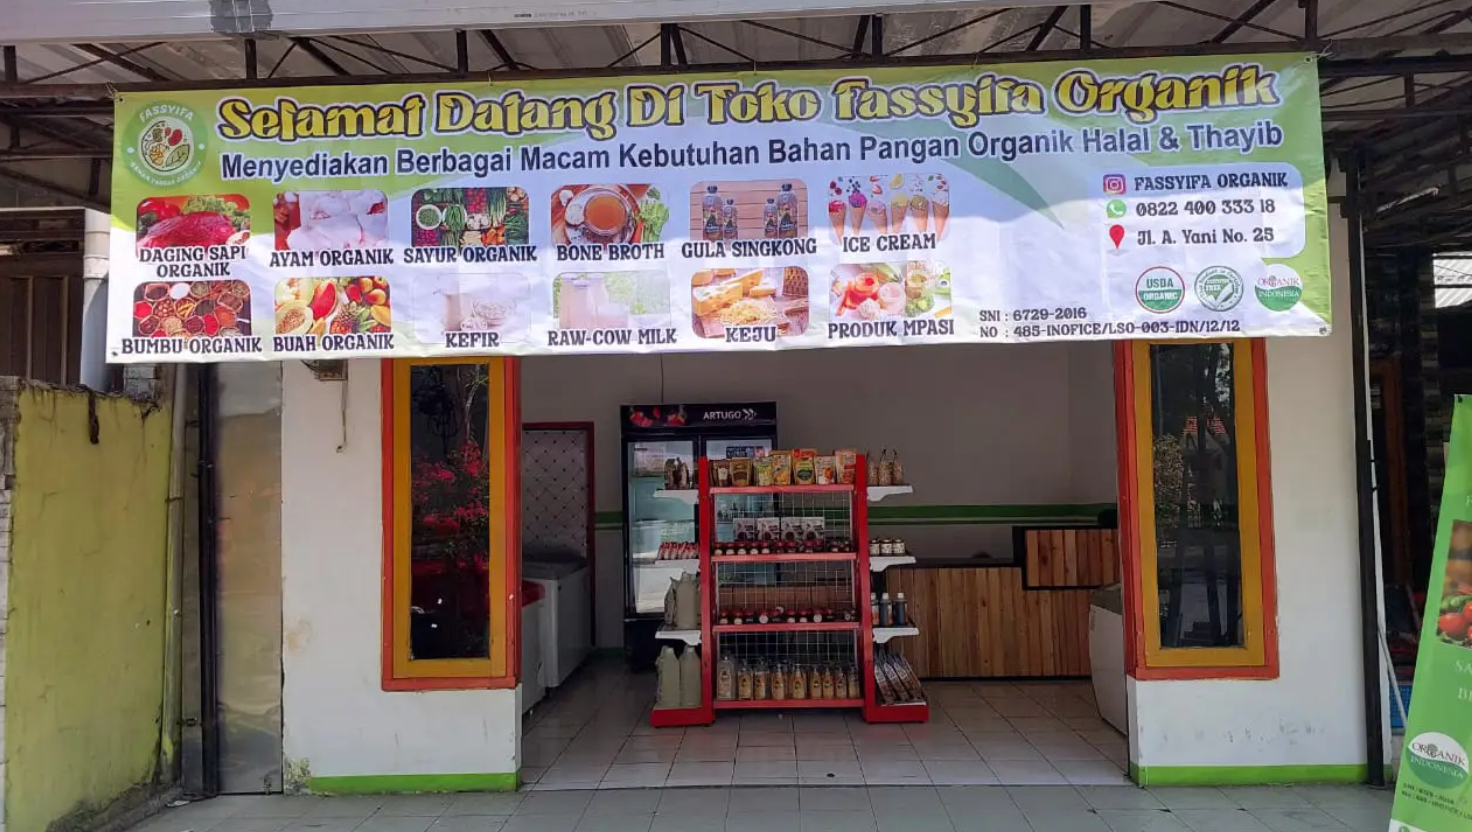 FASSYIFA
Selamat Datang Di Toko Fassyifa Organik
Menyediakan Berbagai Macam Kebutuhan Bahan Pangan Organik Halal & Thayib
DAGING SAPI
ORGANIK
AYAM ORGANIK
SAYUR ORGANIK
BONE BROTH
GULA SINGKONG
ICE CREAM
BUMBU ORGANIK
BUAH ORGANIK
KEFIR
RAW-COW MILK
KEJU
PRODUK MPASI
FASSYIFA ORGANIK
0822 400 333 18
Jl. A. Yani No. 25
USDA
ORGANIC
ORGANIK
INDONESIA
SNI : 6729-2016
NO : 485-INOFICE/LSO-003-IDN/12/12
ARTUGO
ORGANIK
INDONESIA